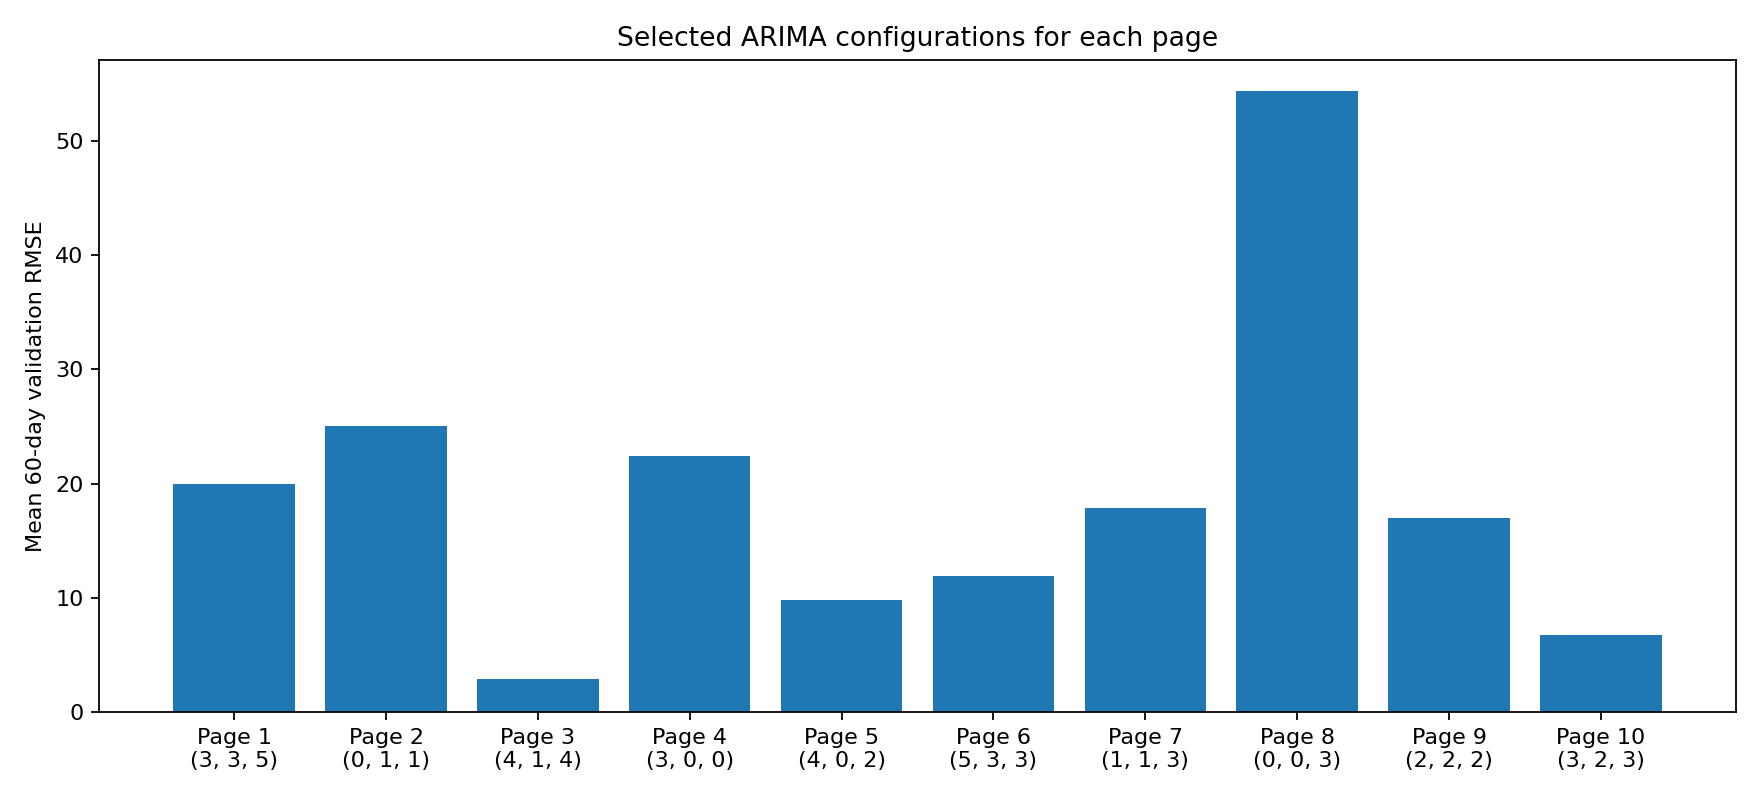 Selected ARIMA configurations for each page
Mean 60-day validation RMSE
50
40
30
20
10
0
Page 1 Page 2 Page 3 Page 4 Page 5 Page 6 Page 7 Page 8 Page 9 Page 10
(3, 3, 5) (0, 1, 1) (4, 1, 4) (3, 0, 0) (4, 0, 2) (5, 3, 3) (1, 1, 3) (0, 0, 3) (2, 2, 2) (3, 2, 3)